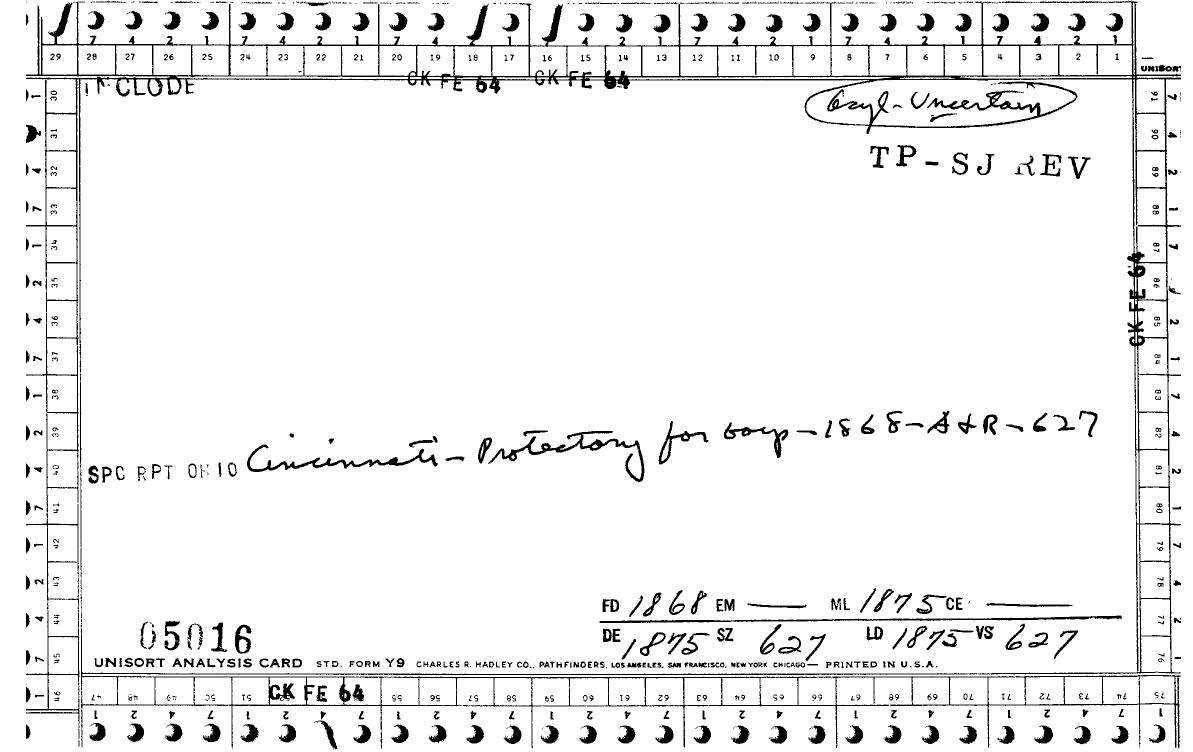 7 4 2 1 7 4 2 1 7 4 2 1 7 4 2 1 7 4 2 1 7 4 2 1 7 4 2 1
29 28 27 26 25 24 23 22 21 20 19 18 17 16 15 14 13 12 11 10 9 8 7 6 5 4 3 2 1
UNISORT
CK FE 64 CK FE 64
Asyl-Uncertain
TP-SJ REV
CK FE 64
SPC RPT OHIO Cincinnati - Protectory for boys - 1868 - A&R - 627
FD 1868 EM — ML 1875 CE —
DE 1875 SZ 627 LD 1875 VS 627
05016
UNISORT ANALYSIS CARD STD. FORM Y9 CHARLES R. HADLEY CO., PATHFINDERS, LOS ANGELES, SAN FRANCISCO, NEW YORK CHICAGO — PRINTED IN U.S.A.
CK FE 64
30 31 32 33 34 35 36 37 38 39 40 41 42 43 44 45 46
47 48 49 50 51 55 56 57 58 59 60 61 62 63 64 65 66 67 68 69 70 71 72 73 74 75
91 90 89 88 87 86 85 84 83 82 81 80 79 78 77 76